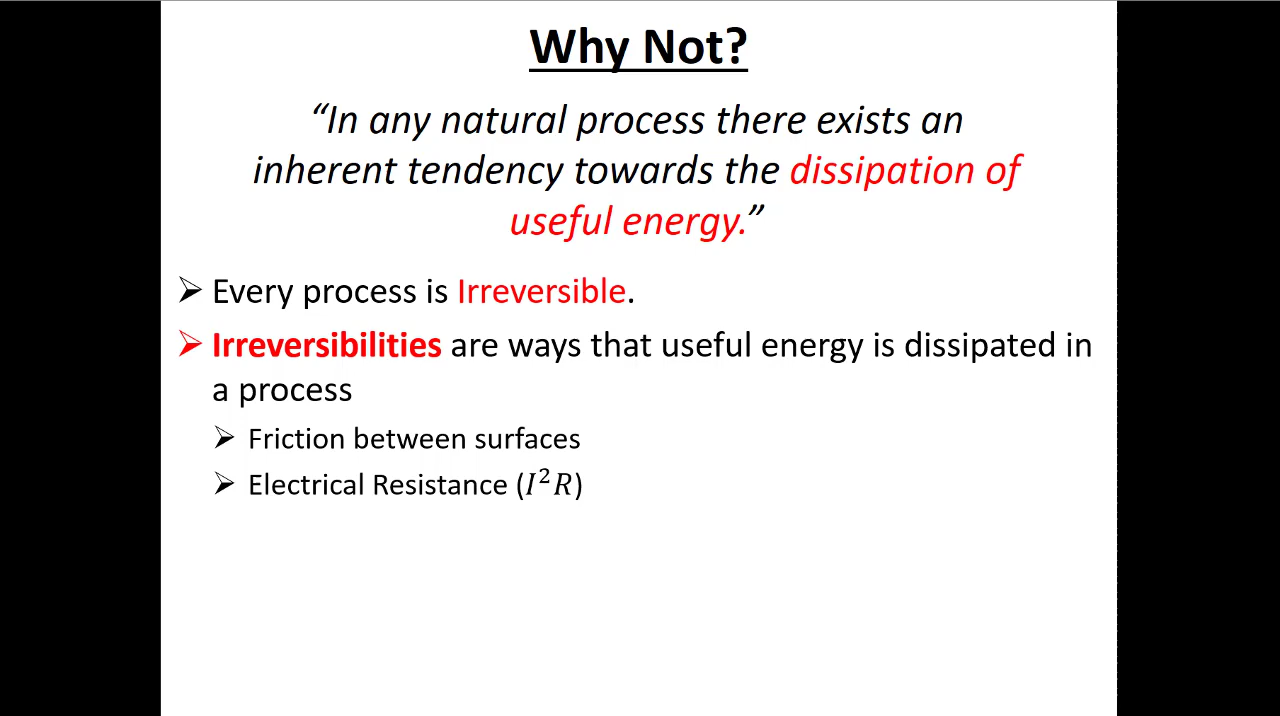 Why Not?
“In any natural process there exists an
inherent tendency towards the dissipation of
useful energy.”
➢ Every process is Irreversible.
➢ Irreversibilities are ways that useful energy is dissipated in
a process
➢ Friction between surfaces
➢ Electrical Resistance (I²R)